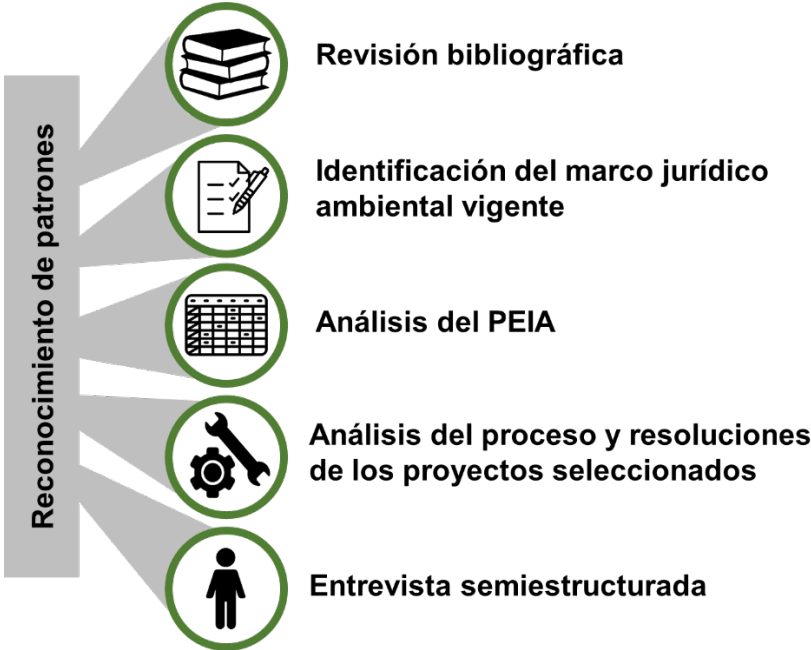 Reconocimiento de patrones
Revisión bibliográfica
Identificación del marco jurídico
ambiental vigente
Análisis del PEIA
Análisis del proceso y resoluciones
de los proyectos seleccionados
Entrevista semiestructurada